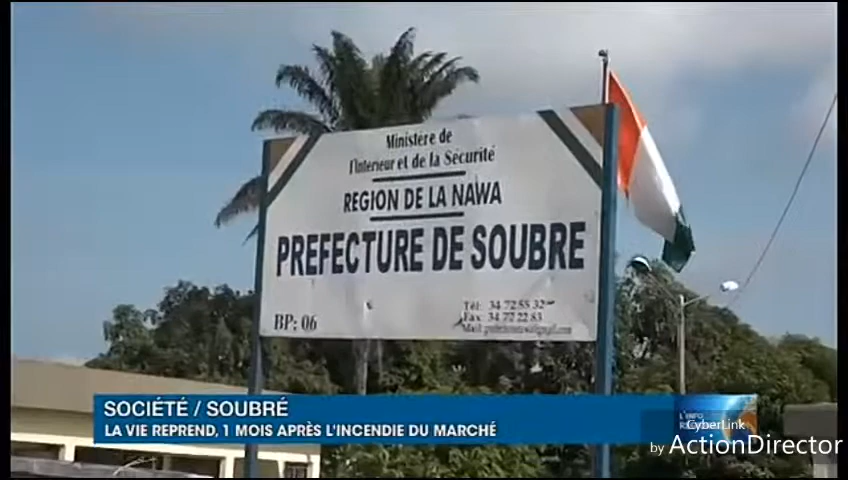 Ministère de
l'Interieur et de la Sécurité
REGION DE LA NAWA
PREFECTURE DE SOUBRE
BP: 06
Tél: 34 72 55 32
Fax: 34 72 22 83
Mail:
SOCIÉTÉ / SOUBRÉ
LA VIE REPREND, 1 MOIS APRÈS L'INCENDIE DU MARCHÉ
L'INFO
CyberLink
by ActionDirector